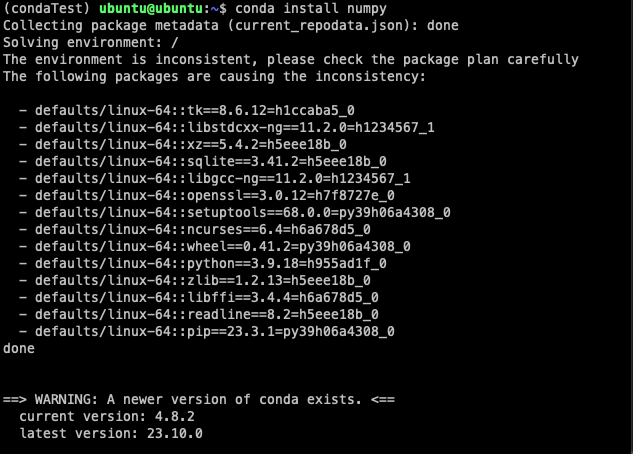 (condaTest) ubuntu@ubuntu:~$ conda install numpy
Collecting package metadata (current_repodata.json): done
Solving environment: /
The environment is inconsistent, please check the package plan carefully
The following packages are causing the inconsistency:

  - defaults/linux-64::tk==8.6.12=h1ccaba5_0
  - defaults/linux-64::libstdcxx-ng==11.2.0=h1234567_1
  - defaults/linux-64::xz==5.4.2=h5eee18b_0
  - defaults/linux-64::sqlite==3.41.2=h5eee18b_0
  - defaults/linux-64::libgcc-ng==11.2.0=h1234567_1
  - defaults/linux-64::openssl==3.0.12=h7f8727e_0
  - defaults/linux-64::setuptools==68.0.0=py39h06a4308_0
  - defaults/linux-64::ncurses==6.4=h6a678d5_0
  - defaults/linux-64::wheel==0.41.2=py39h06a4308_0
  - defaults/linux-64::python==3.9.18=h955ad1f_0
  - defaults/linux-64::zlib==1.2.13=h5eee18b_0
  - defaults/linux-64::libffi==3.4.4=h6a678d5_0
  - defaults/linux-64::readline==8.2=h5eee18b_0
  - defaults/linux-64::pip==23.3.1=py39h06a4308_0
done


==> WARNING: A newer version of conda exists. <==
  current version: 4.8.2
  latest version: 23.10.0